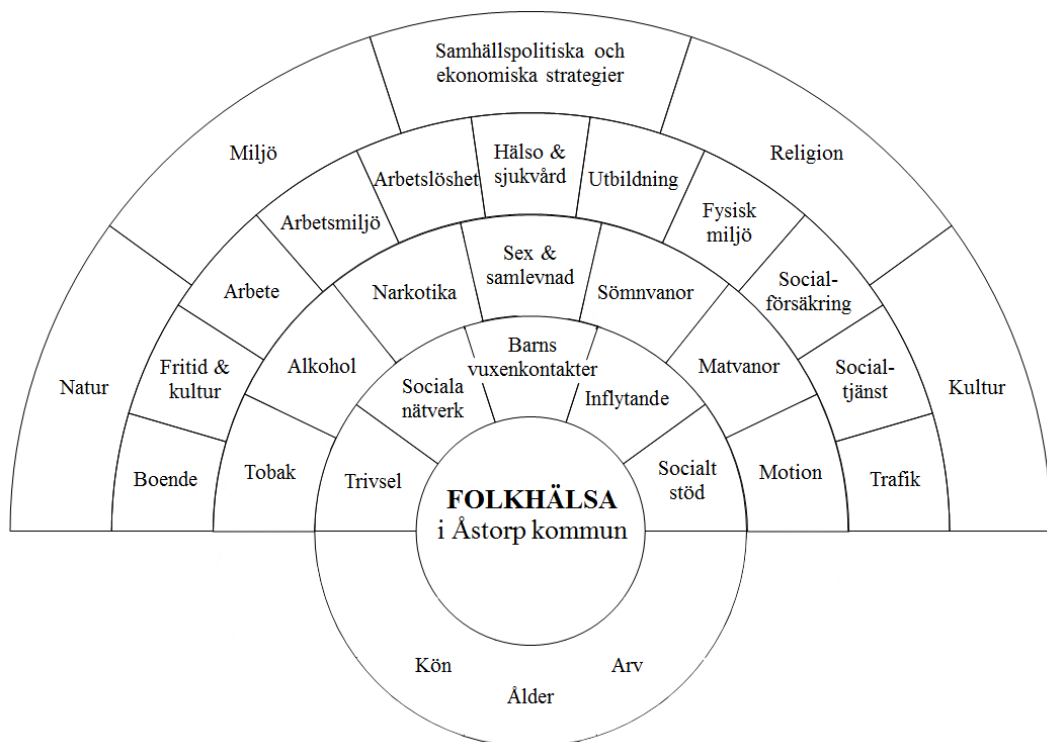 Samhällspolitiska och
ekonomiska strategier
Miljö
Religion
Natur
Kultur
Hälso &
sjukvård
Arbetslöshet
Utbildning
Arbetsmiljö
Fysisk
miljö
Arbete
Social-
försäkring
Fritid &
kultur
Social-
tjänst
Boende
Trafik
Sex &
samlevnad
Narkotika
Sömnvanor
Alkohol
Matvanor
Tobak
Motion
Barns
vuxenkontakter
Sociala
nätverk
Inflytande
Trivsel
Socialt
stöd
FOLKHÄLSA
i Åstorp kommun
Kön
Arv
Ålder